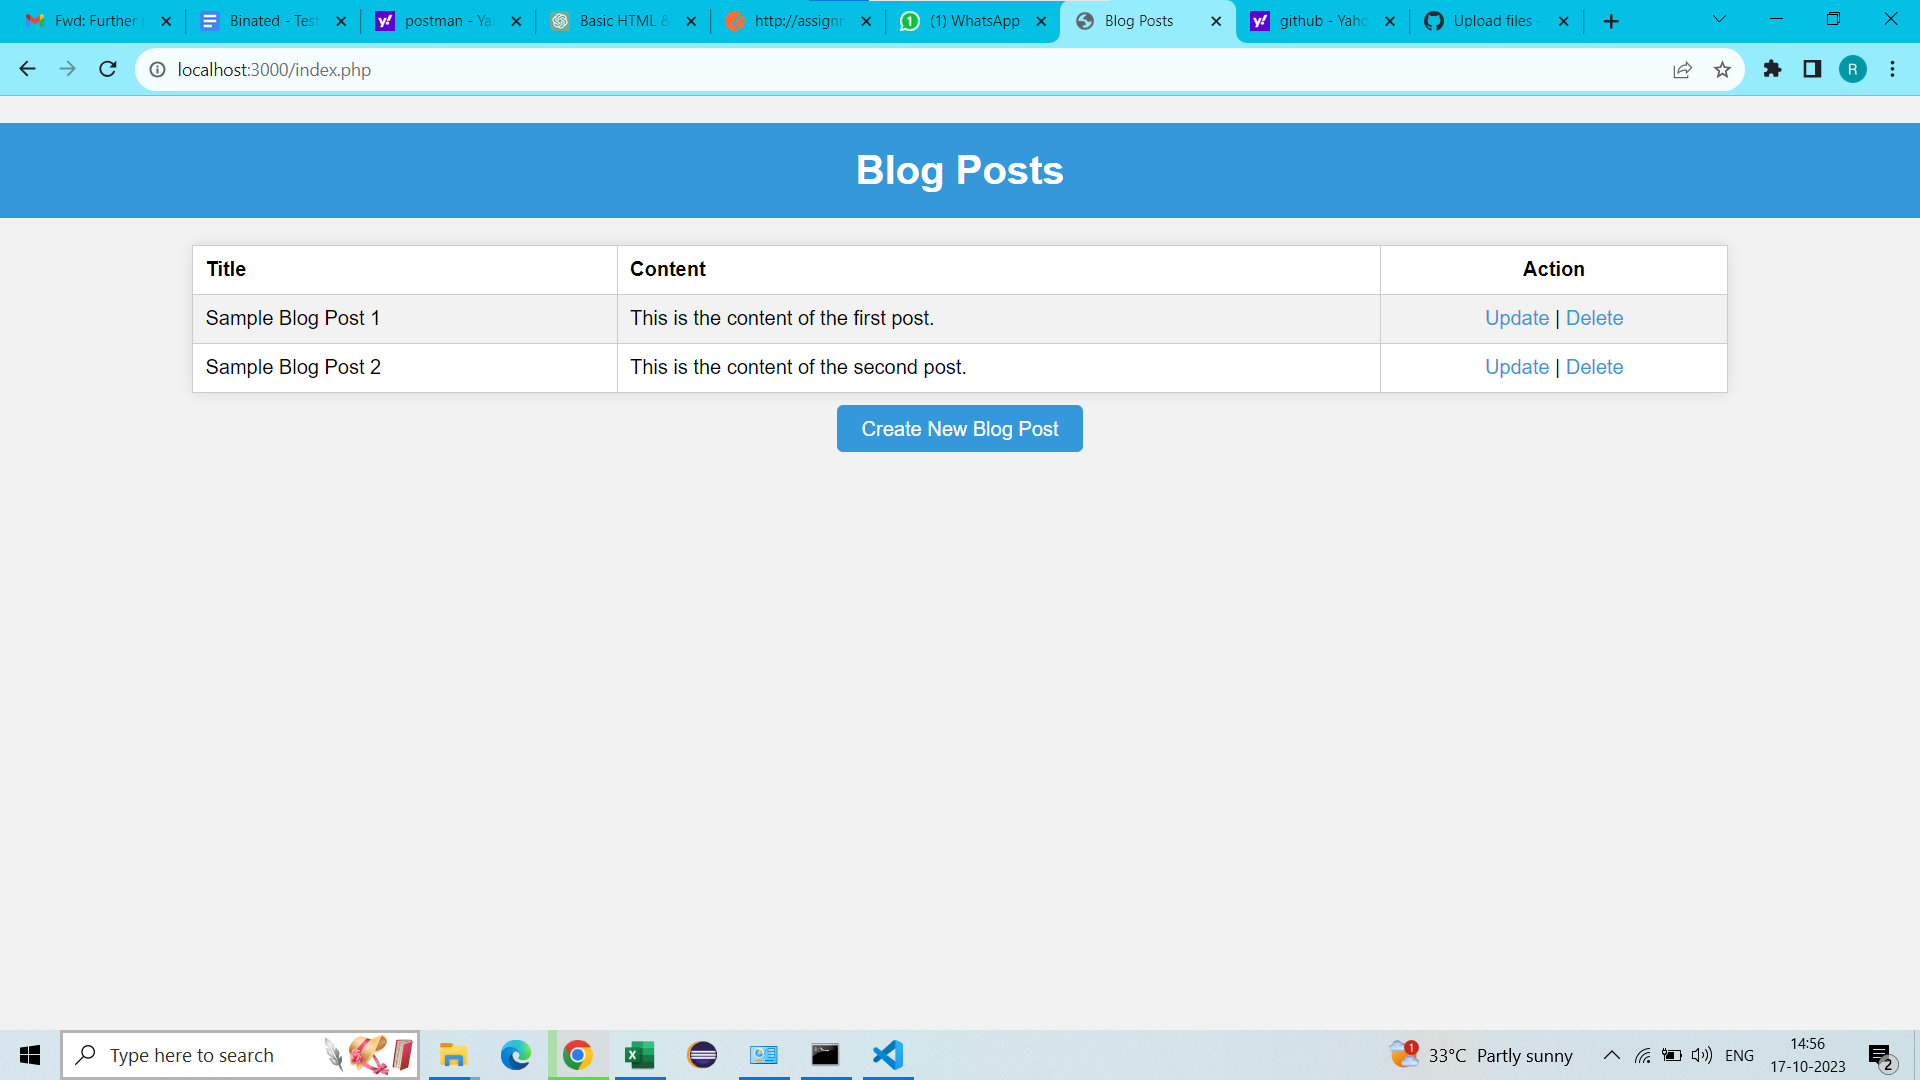 Fwd: Further
Binated - Test
postman - Ya
Basic HTML &
http://assignr
(1) WhatsApp
Blog Posts
github - Yaho
Upload files
localhost:3000/index.php
R
Blog Posts
Title Content Action
Sample Blog Post 1 This is the content of the first post. Update | Delete
Sample Blog Post 2 This is the content of the second post. Update | Delete
Create New Blog Post
Type here to search
1
33°C Partly sunny
ENG
14:56
17-10-2023
2